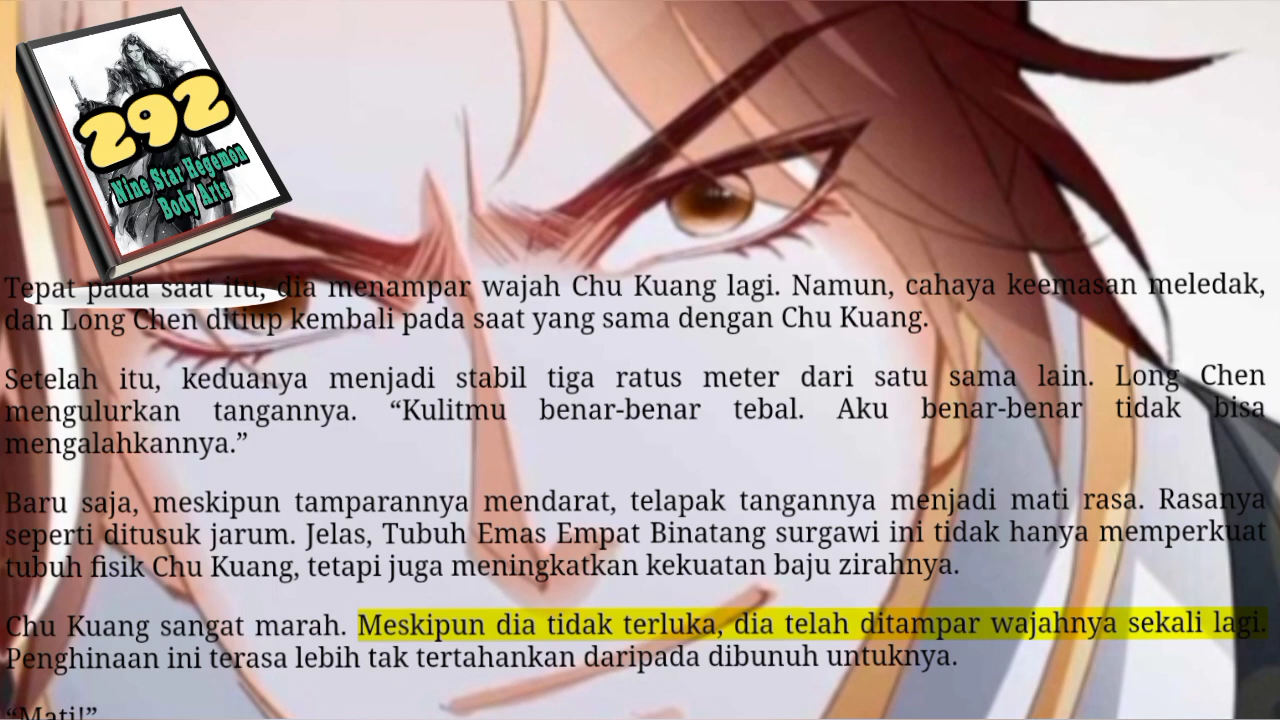 292
Nine Star Hegemon
Body Arts
Tepat pada saat itu, dia menampar wajah Chu Kuang lagi. Namun, cahaya keemasan meledak,
dan Long Chen ditiup kembali pada saat yang sama dengan Chu Kuang.
Setelah itu, keduanya menjadi stabil tiga ratus meter dari satu sama lain. Long Chen
mengulurkan tangannya. “Kulitmu benar-benar tebal. Aku benar-benar tidak bisa
mengalahkannya.”
Baru saja, meskipun tamparannya mendarat, telapak tangannya menjadi mati rasa. Rasanya
seperti ditusuk jarum. Jelas, Tubuh Emas Empat Binatang surgawi ini tidak hanya memperkuat
tubuh fisik Chu Kuang, tetapi juga meningkatkan kekuatan baju zirahnya.
Chu Kuang sangat marah. Meskipun dia tidak terluka, dia telah ditampar wajahnya sekali lagi.
Penghinaan ini terasa lebih tak tertahankan daripada dibunuh untuknya.
“Mati!”